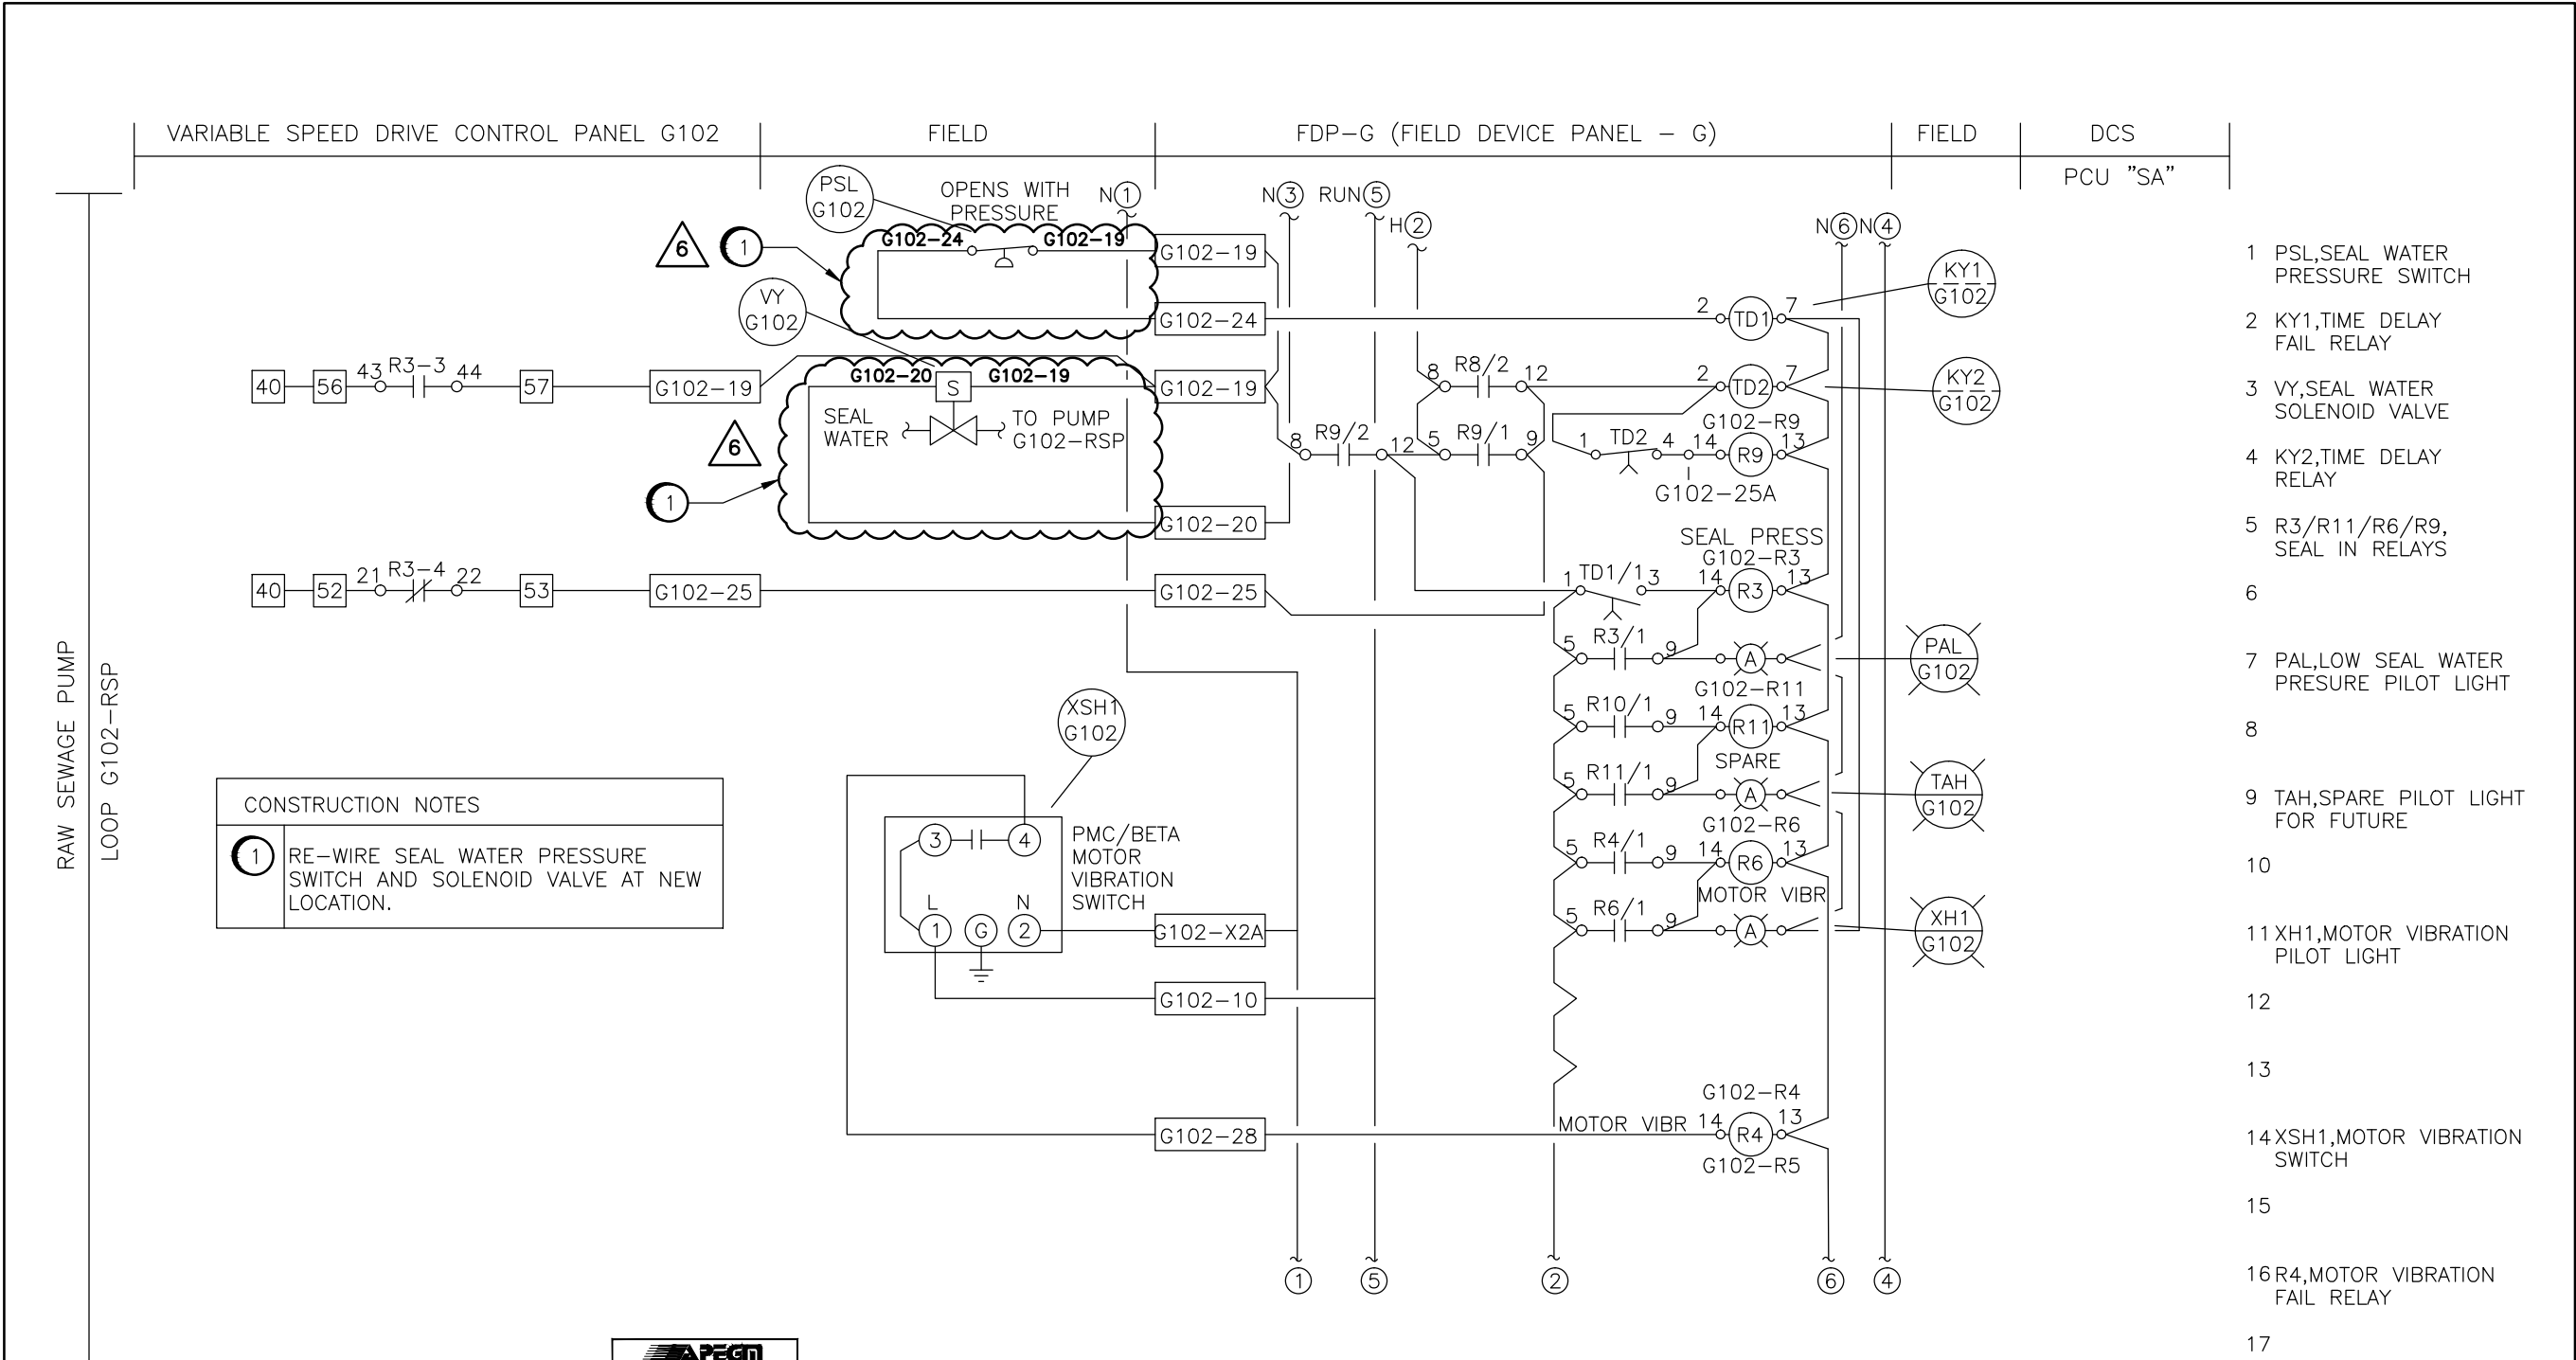 VARIABLE SPEED DRIVE CONTROL PANEL G102
FIELD
FDP-G (FIELD DEVICE PANEL - G)
FIELD
DCS
PCU "SA"
RAW SEWAGE PUMP
LOOP G102-RSP
PSL
G102
OPENS WITH
PRESSURE
N 1
N 3
RUN 5
H 2
N 6
N 4
6
1
G102-24
G102-19
G102-19
G102-24
2
TD1
7
KY1
G102
VY
G102
40
56
43
R3-3
44
57
G102-19
G102-20
S
G102-19
G102-19
8
R8/2
12
2
TD2
7
KY2
G102
SEAL
WATER
TO PUMP
G102-RSP
6
1
8
R9/2
12
5
R9/1
9
1
TD2
4
14
G102-R9
R9
13
G102-25A
G102-20
40
52
21
R3-4
22
53
G102-25
G102-25
SEAL PRESS
G102-R3
1
TD1/1
3
14
R3
13
5
R3/1
9
A
PAL
G102
G102-R11
5
R10/1
9
14
R11
13
SPARE
5
R11/1
9
A
TAH
G102
G102-R6
5
R4/1
9
14
R6
13
MOTOR VIBR
5
R6/1
9
A
XH1
G102
XSH1
G102
3
4
L
N
1
G
2
PMC/BETA
MOTOR
VIBRATION
SWITCH
G102-X2A
G102-10
G102-28
MOTOR VIBR
G102-R4
14
R4
13
G102-R5
1
5
2
6
4
CONSTRUCTION NOTES
1
RE-WIRE SEAL WATER PRESSURE
SWITCH AND SOLENOID VALVE AT NEW
LOCATION.
1 PSL,SEAL WATER
PRESSURE SWITCH
2 KY1,TIME DELAY
FAIL RELAY
3 VY,SEAL WATER
SOLENOID VALVE
4 KY2,TIME DELAY
RELAY
5 R3/R11/R6/R9,
SEAL IN RELAYS
6
7 PAL,LOW SEAL WATER
PRESURE PILOT LIGHT
8
9 TAH,SPARE PILOT LIGHT
FOR FUTURE
10
11 XH1,MOTOR VIBRATION
PILOT LIGHT
12
13
14 XSH1,MOTOR VIBRATION
SWITCH
15
16 R4,MOTOR VIBRATION
FAIL RELAY
17
APEGM